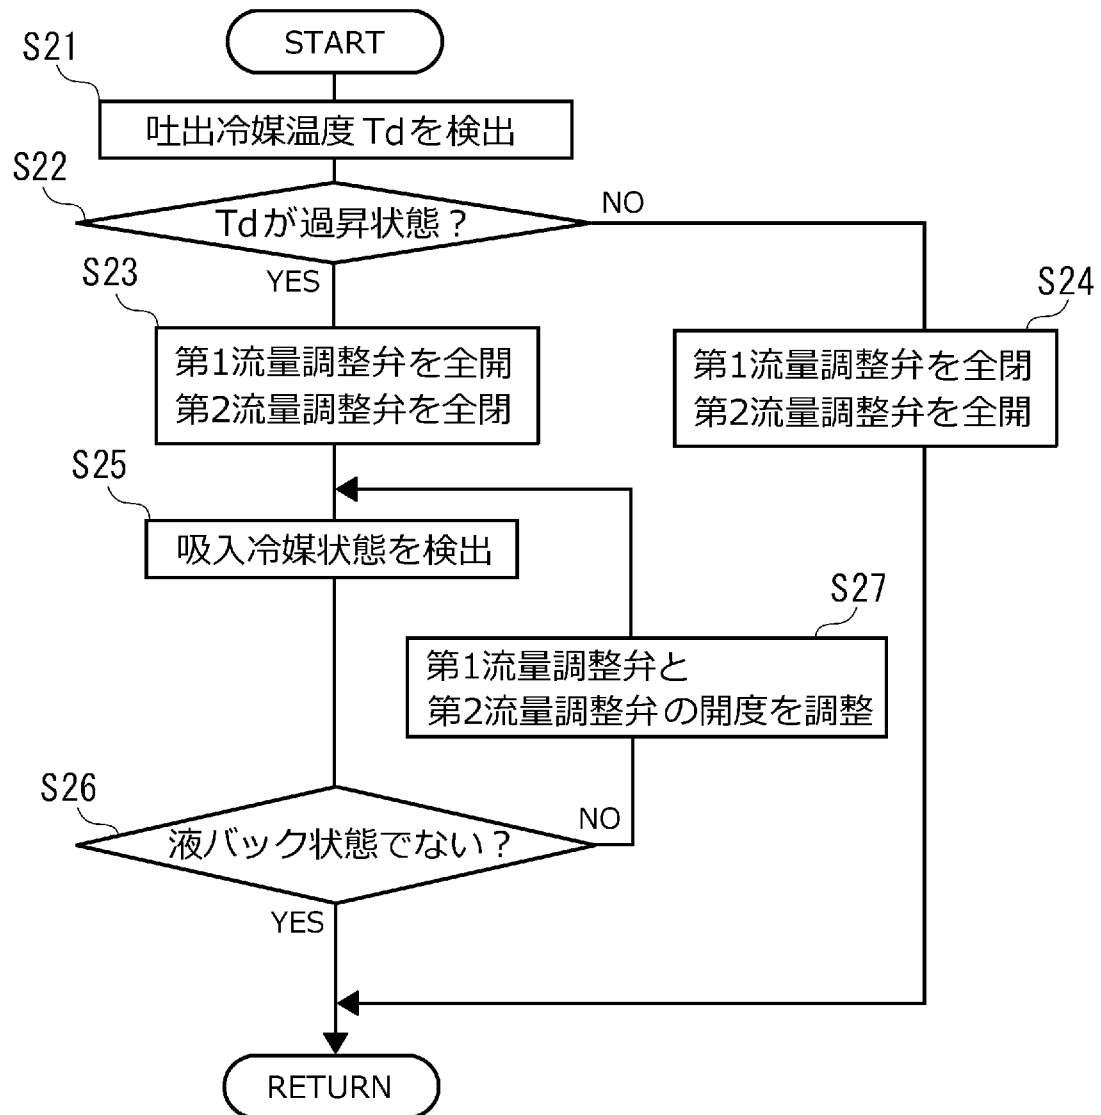 START
S21
吐出冷媒温度 Tdを検出
S22
Tdが過昇状態？
NO
YES
S23
第1流量調整弁を全開
第2流量調整弁を全閉
S24
第1流量調整弁を全閉
第2流量調整弁を全開
S25
吸入冷媒状態を検出
S27
第1流量調整弁と
第2流量調整弁の開度を調整
S26
液バック状態でない？
NO
YES
RETURN